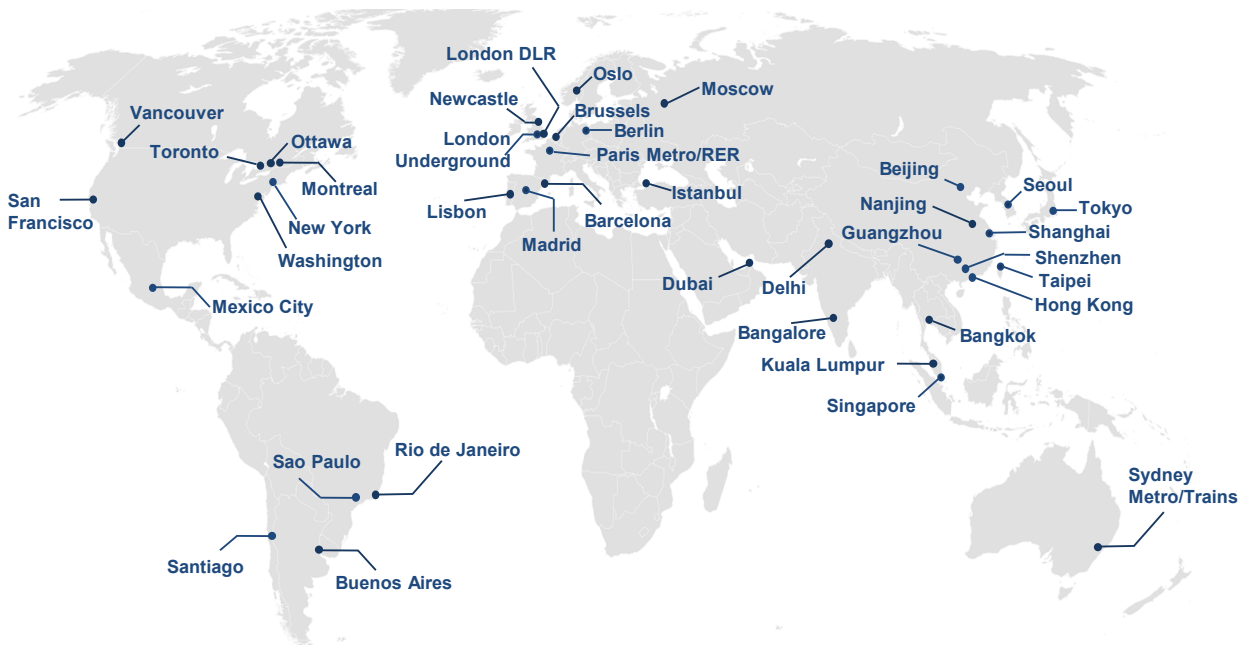 London DLR
Oslo
Moscow
Newcastle
Brussels
Vancouver
Berlin
London
Underground
Ottawa
Toronto
Paris Metro/RER
Montreal
Istanbul
Beijing
Seoul
San
Francisco
Lisbon
Barcelona
Nanjing
Tokyo
New York
Madrid
Guangzhou
Shanghai
Washington
Shenzhen
Dubai
Delhi
Taipei
Mexico City
Hong Kong
Bangalore
Bangkok
Kuala Lumpur
Singapore
Rio de Janeiro
Sao Paulo
Sydney
Metro/Trains
Santiago
Buenos Aires